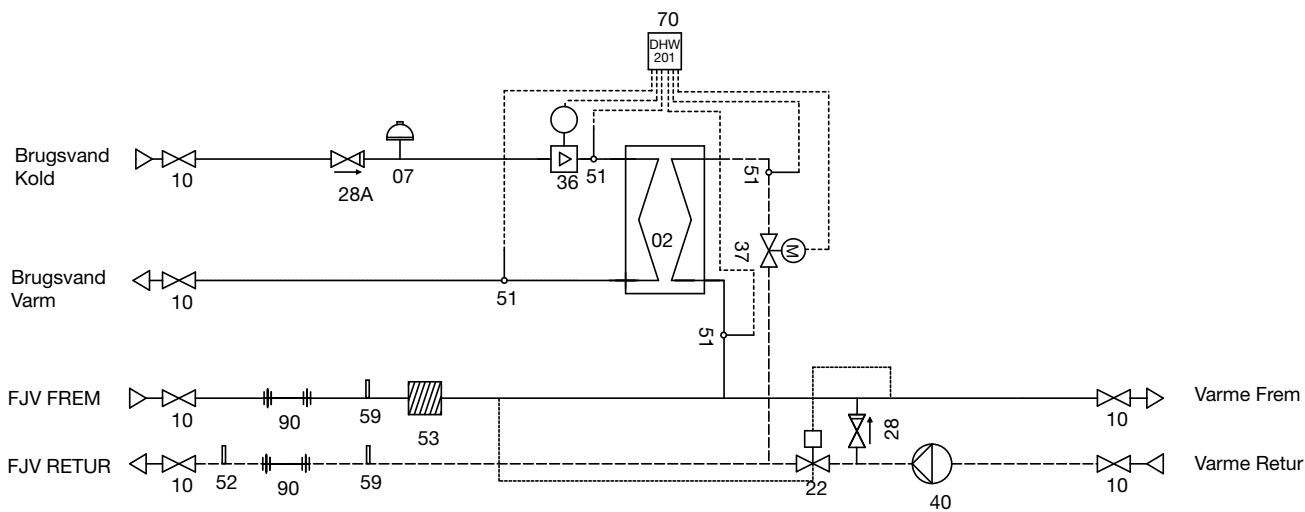 70
DHW
201
Brugsvand
Kold
10
28A
07
36
51
51
02
37
M
Brugsvand
Varm
10
51
51
FJV FREM
10
90
59
53
28
10
Varme Frem
FJV RETUR
10
52
90
59
22
40
10
Varme Retur